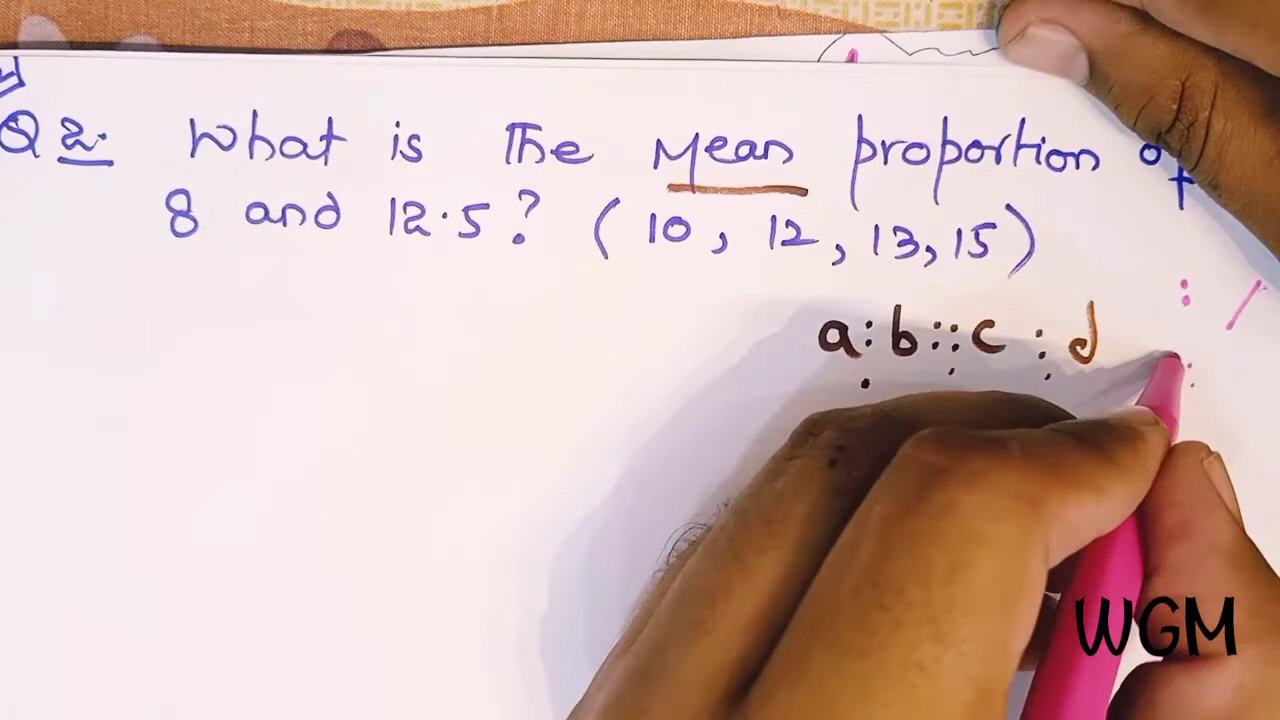 Q2. What is The Mean proportion of
8 and 12.5? (10, 12, 13, 15)
: /
a:b::c:d
WGM